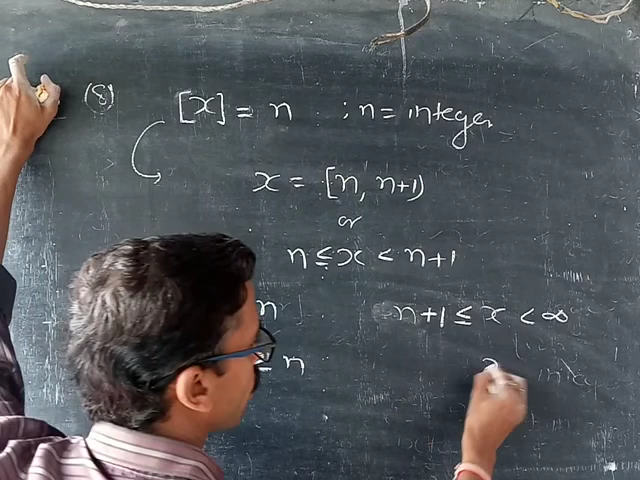 (8) [x] = n ; n = integer
x = [n, n+1)
or
n ≤ x < n+1
n n+1 ≤ x < ∞
n